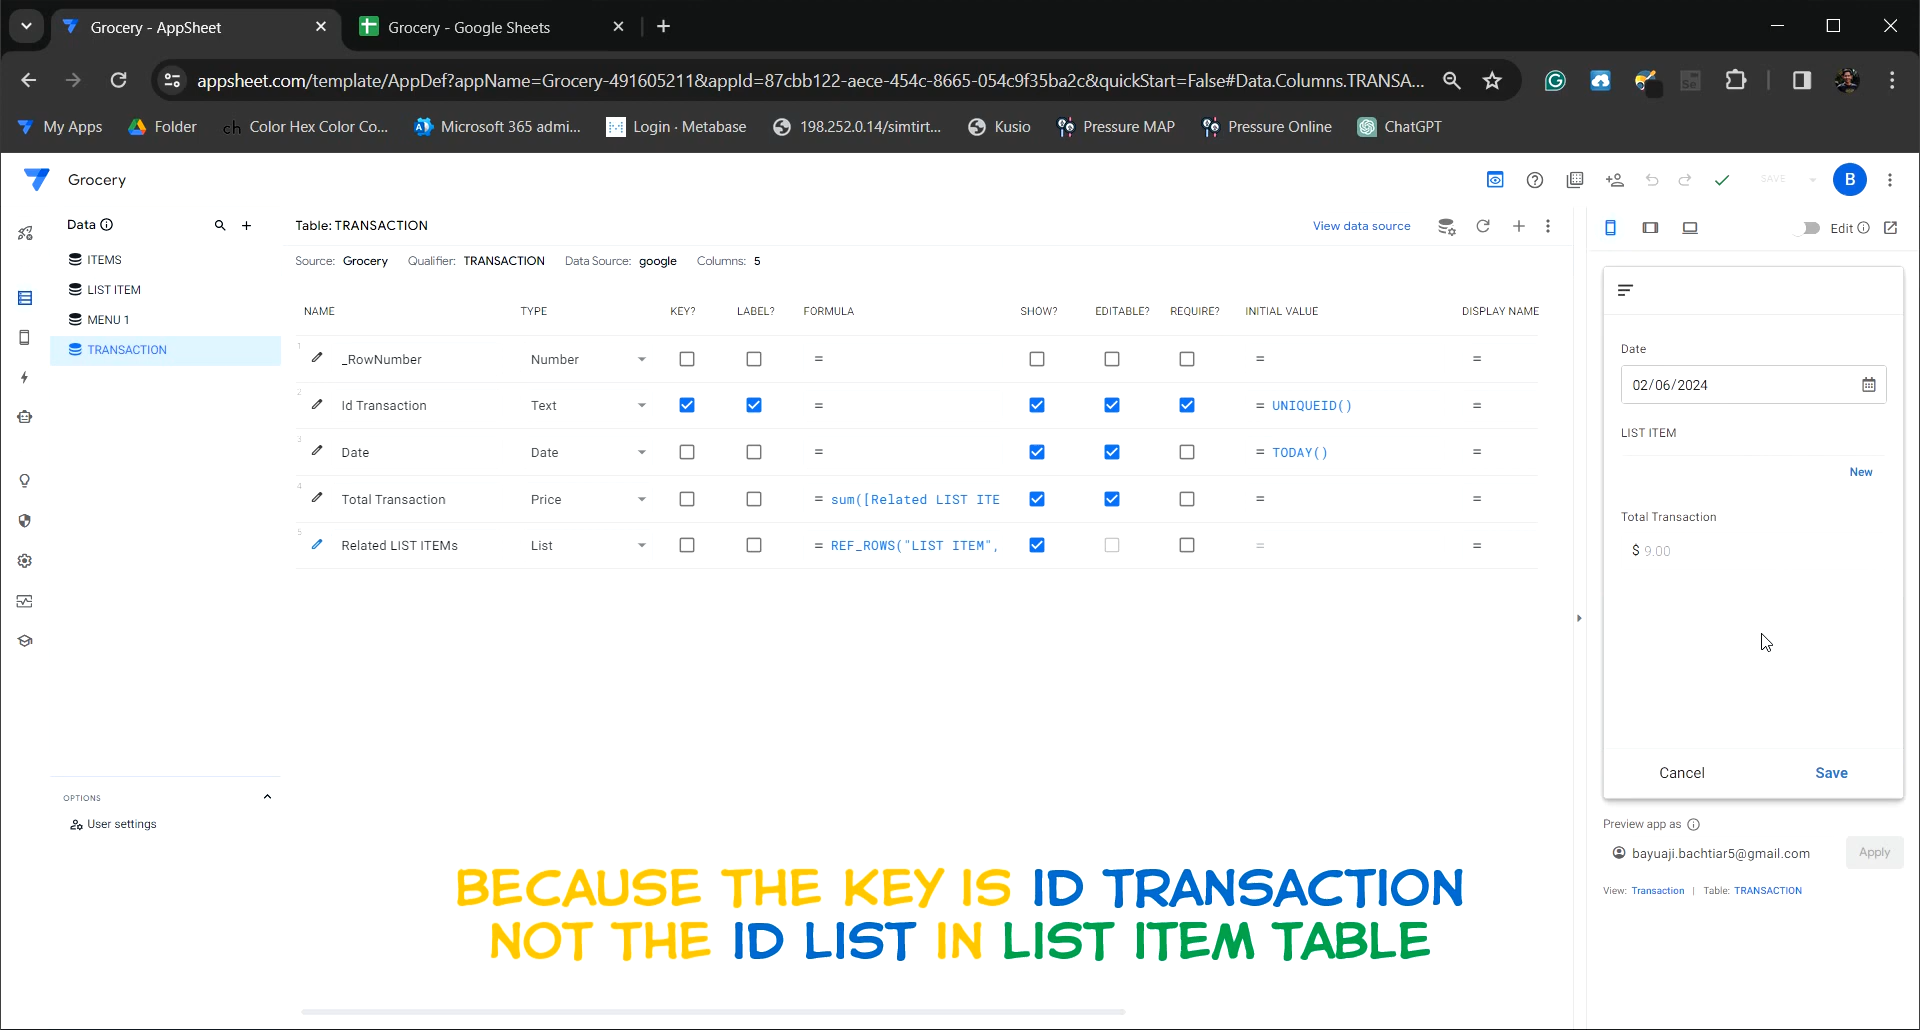 Grocery - AppSheet
Grocery - Google Sheets
appsheet.com/template/AppDef?appName=Grocery-491605211&appId=87cbb122-aece-454c-8665-054c9f35ba2c&quickStart=False#Data.Columns.TRANSA...
My Apps
Folder
ch Color Hex Color Co...
Microsoft 365 admi...
Login · Metabase
198.252.0.14/simtirt...
Kusio
Pressure MAP
Pressure Online
ChatGPT
Grocery
SAVE
B
Data
ITEMS
LIST ITEM
MENU 1
TRANSACTION
OPTIONS
User settings
Table: TRANSACTION
View data source
Source: Grocery Qualifier: TRANSACTION Data Source: google Columns: 5
NAME TYPE KEY? LABEL? FORMULA SHOW? EDITABLE? REQUIRE? INITIAL VALUE DISPLAY NAME
1 _RowNumber Number = = =
2 Id Transaction Text = = UNIQUEID() =
3 Date Date = = TODAY() =
4 Total Transaction Price = sum([Related LIST ITE = =
5 Related LIST ITEMs List = REF_ROWS("LIST ITEM", = =
Edit
Date
02/06/2024
LIST ITEM
New
Total Transaction
$ 9.00
Cancel Save
Preview app as
bayuaji.bachtiar5@gmail.com
Apply
View: Transaction | Table: TRANSACTION
BECAUSE THE KEY IS ID TRANSACTION
NOT THE ID LIST IN LIST ITEM TABLE